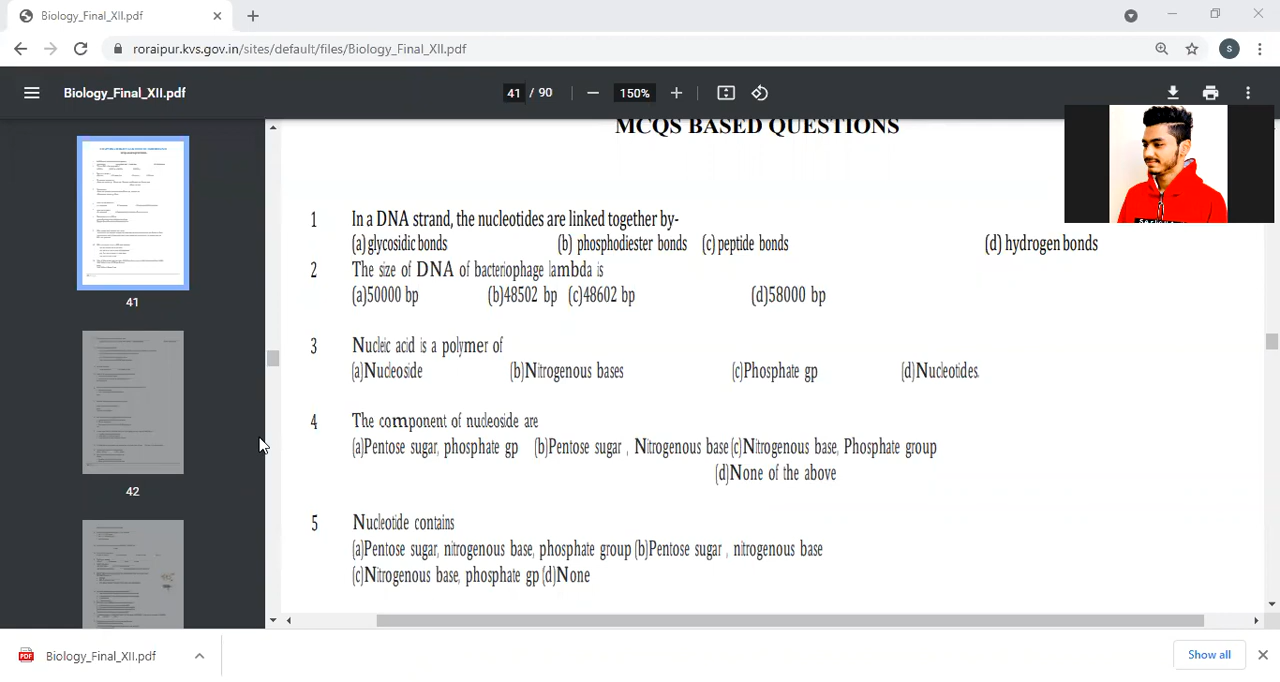 Biology_Final_XII.pdf
roraipur.kvs.gov.in/sites/default/files/Biology_Final_XII.pdf
S
Biology_Final_XII.pdf
41 / 90
150%
MCQS BASED QUESTIONS
1 In a DNA strand, the nucleotides are linked together by-
(a) glycosidic bonds (b) phosphodiester bonds (c) peptide bonds (d) hydrogen bonds
2 The size of DNA of bacteriophage lambda is
(a)50000 bp (b)48502 bp (c)48602 bp (d)58000 bp
3 Nucleic acid is a polymer of
(a)Nucleoside (b)Nitrogenous bases (c)Phosphate gp (d)Nucleotides.
4 The component of nucleoside are
(a)Pentose sugar, phosphate gp (b)Pentose sugar , Nitrogenous base (c)Nitrogenous base, Phosphate group
(d)None of the above
5 Nucleotide contains
(a)Pentose sugar, nitrogenous base, phosphate group (b)Pentose sugar , nitrogenous base
(c)Nitrogenous base, phosphate gp (d)None
41
42
PDF
Biology_Final_XII.pdf
Show all